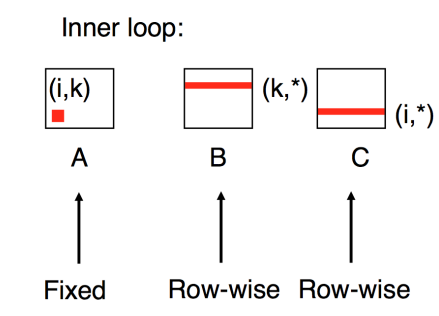 Inner loop:
(i,k)
(k,*)
(i,*)
A
B
C
Fixed
Row-wise
Row-wise